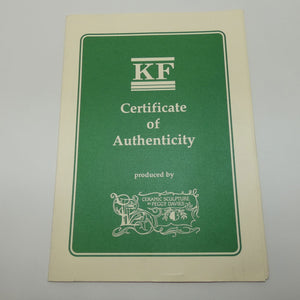 KF
Certificate
of
Authenticity
produced by
CERAMIC SCULPTURE
BY PEGGY DAVIES